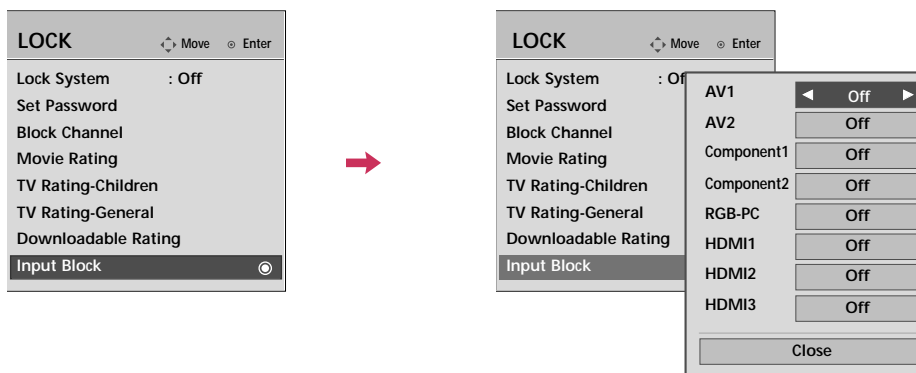 LOCK Move Enter
Lock System : Off
Set Password
Block Channel
Movie Rating
TV Rating-Children
TV Rating-General
Downloadable Rating
Input Block
LOCK Move Enter
Lock System : Of
Set Password
Block Channel
Movie Rating
TV Rating-Children
TV Rating-General
Downloadable Rating
Input Block
AV1 Off
AV2 Off
Component1 Off
Component2 Off
RGB-PC Off
HDMI1 Off
HDMI2 Off
HDMI3 Off
Close